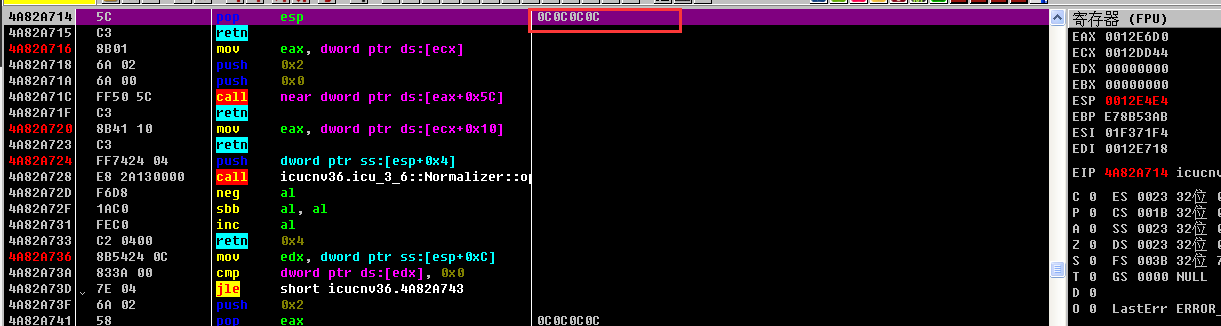 4A82A714 5C pop esp 0C0C0C0C 寄存器 (FPU)
4A82A715 C3 retn
4A82A716 8B01 mov eax, dword ptr ds:[ecx] EAX 0012E6D0
4A82A718 6A 02 push 0x2 ECX 0012DD44
4A82A71A 6A 00 push 0x0 EDX 00000000
4A82A71C FF50 5C call near dword ptr ds:[eax+0x5C] EBX 00000000
4A82A71F C3 retn ESP 0012E4E4
4A82A720 8B41 10 mov eax, dword ptr ds:[ecx+0x10] EBP E78B53AB
4A82A723 C3 retn ESI 01F371F4
4A82A724 FF7424 04 push dword ptr ss:[esp+0x4] EDI 0012E718
4A82A728 E8 2A130000 call icucnv36.icu_3_6::Normalizer::op EIP 4A82A714 icucnv
4A82A72D F6D8 neg al
4A82A72F 1AC0 sbb al, al C 0 ES 0023 32位
4A82A731 FEC0 inc al P 0 CS 001B 32位
4A82A733 C2 0400 retn 0x4 A 0 SS 0023 32位
4A82A736 8B5424 0C mov edx, dword ptr ss:[esp+0xC] Z 0 DS 0023 32位
4A82A73A 833A 00 cmp dword ptr ds:[edx], 0x0 S 0 FS 003B 32位
4A82A73D 7E 04 jle short icucnv36.4A82A743 T 0 GS 0000 NULL
4A82A73F 6A 02 push 0x2 D 0
4A82A741 58 pop eax 0C0C0C0C O 0 LastErr ERROR_